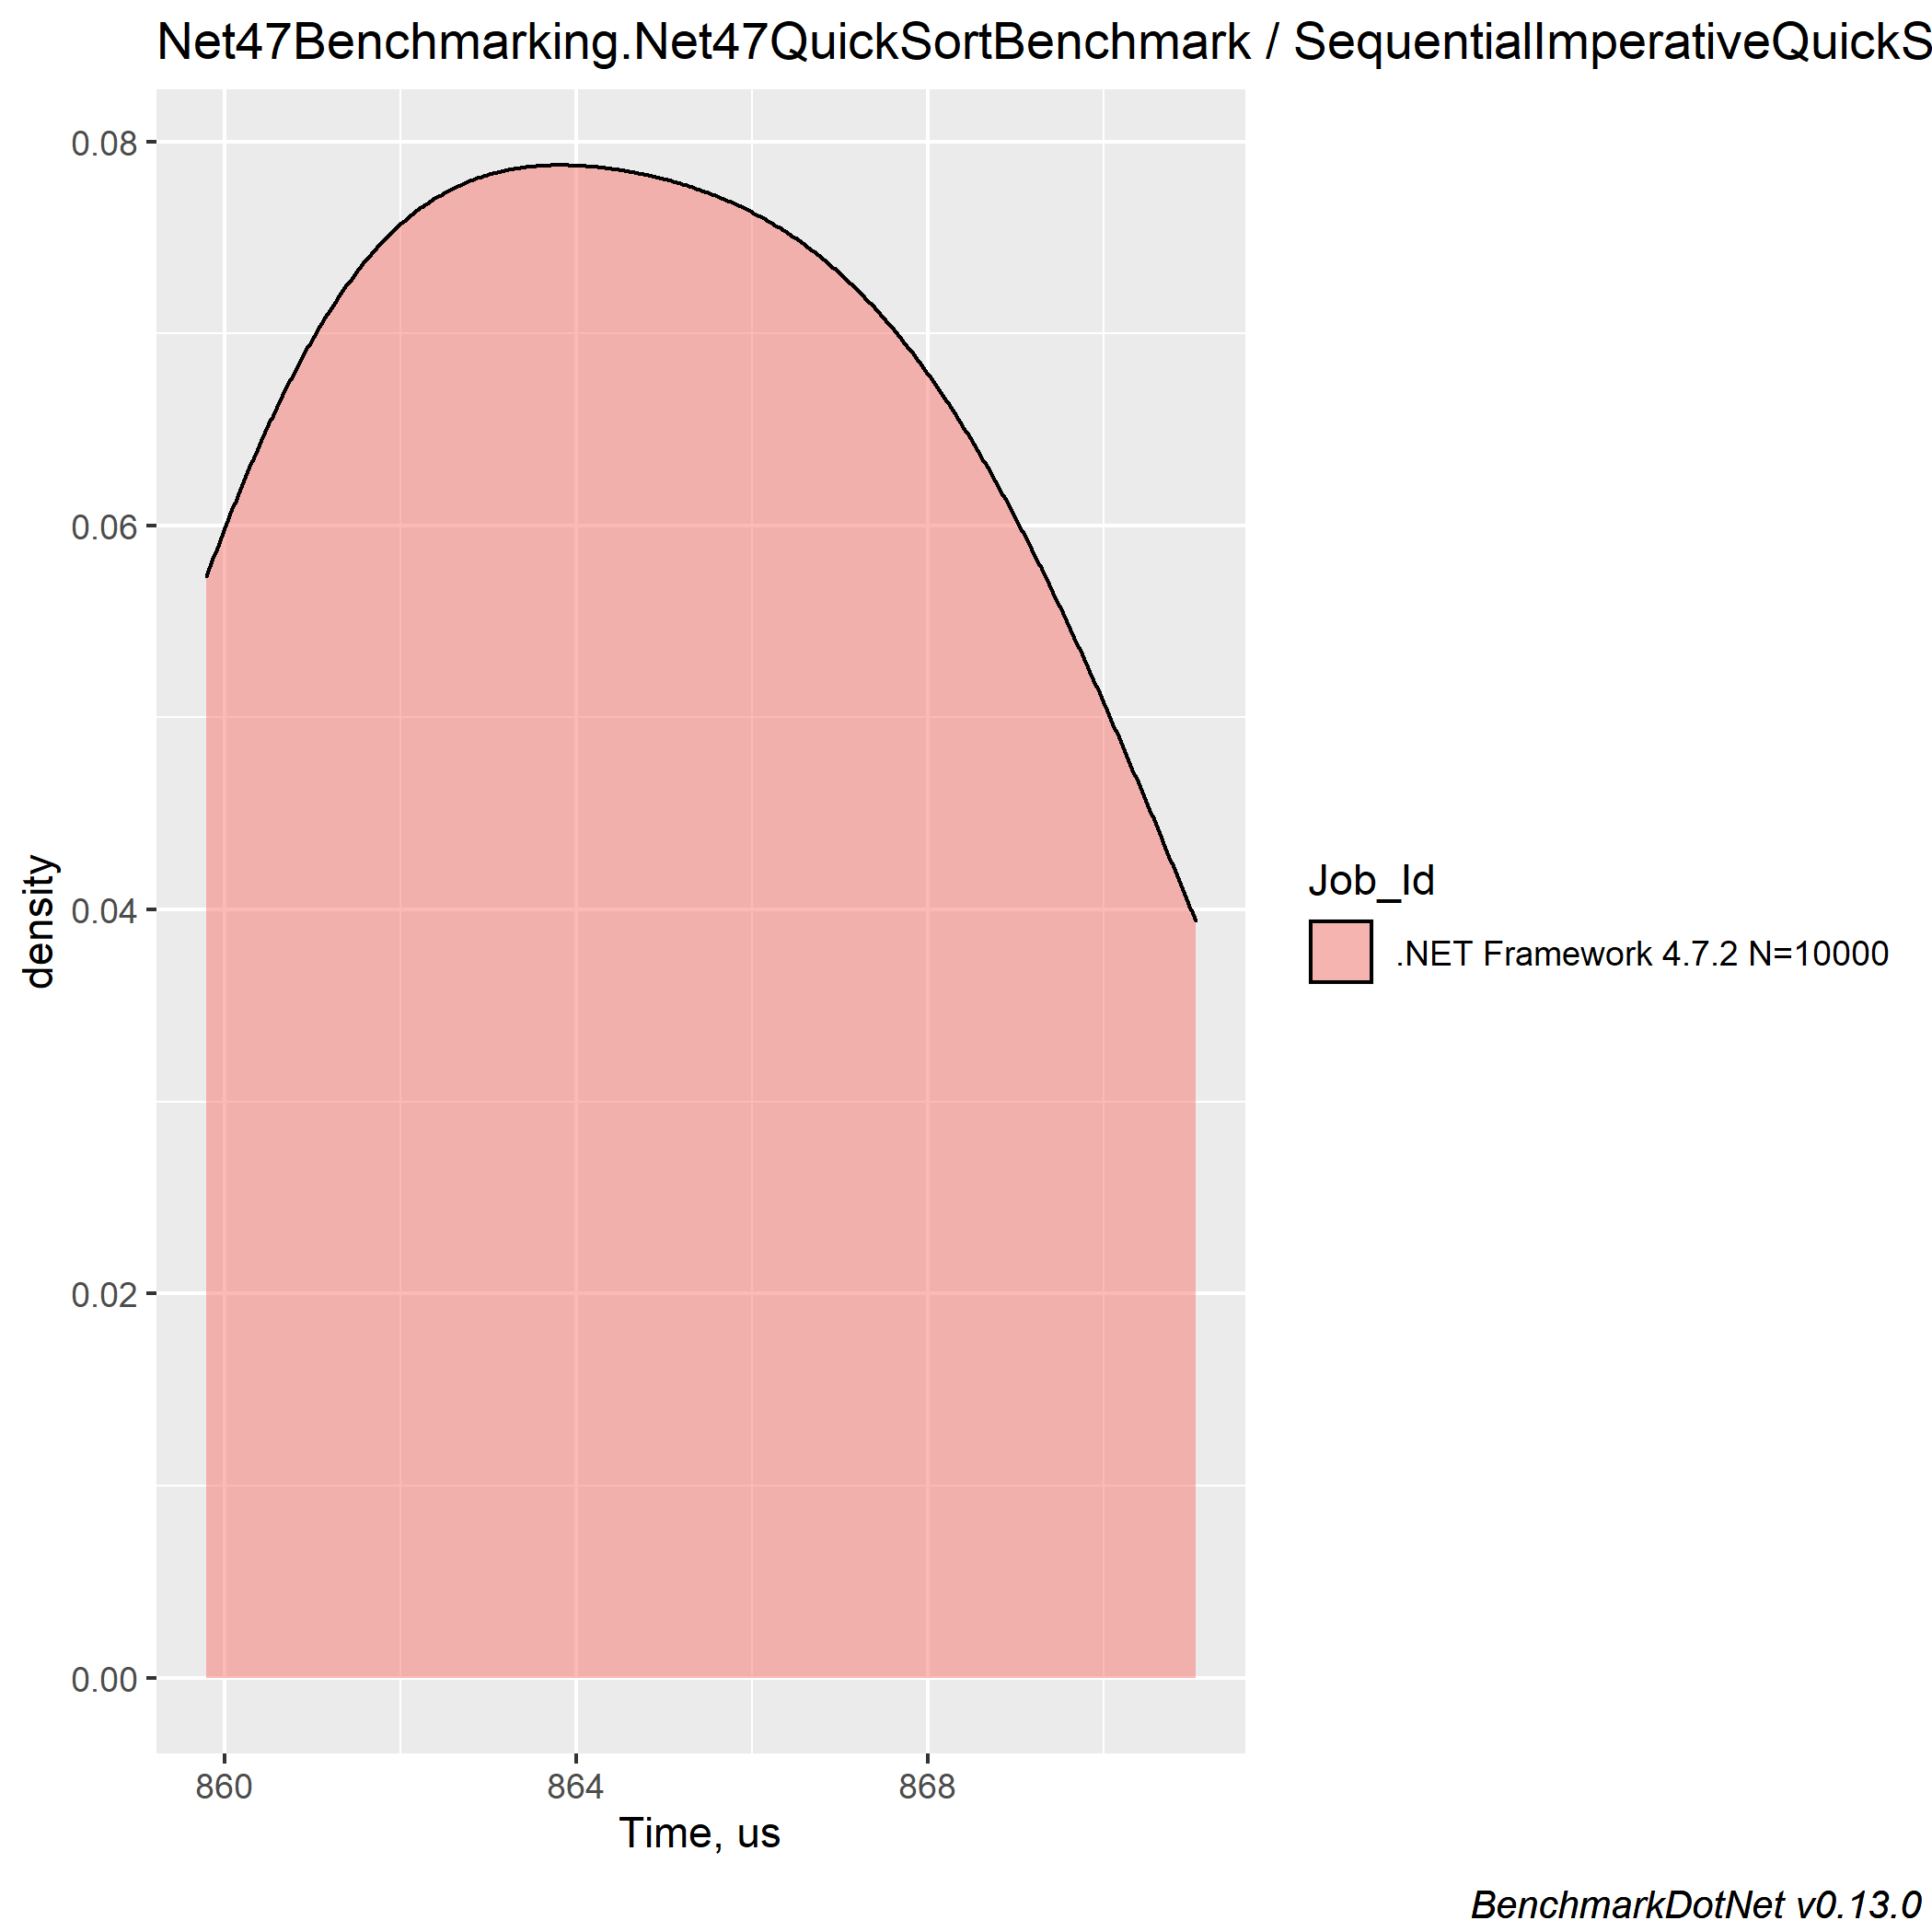 Net47Benchmarking.Net47QuickSortBenchmark / SequentialImperativeQuickS
0.08
0.06
0.04
0.02
0.00
density
860 864 868
Time, us
Job_Id
.NET Framework 4.7.2 N=10000
BenchmarkDotNet v0.13.0